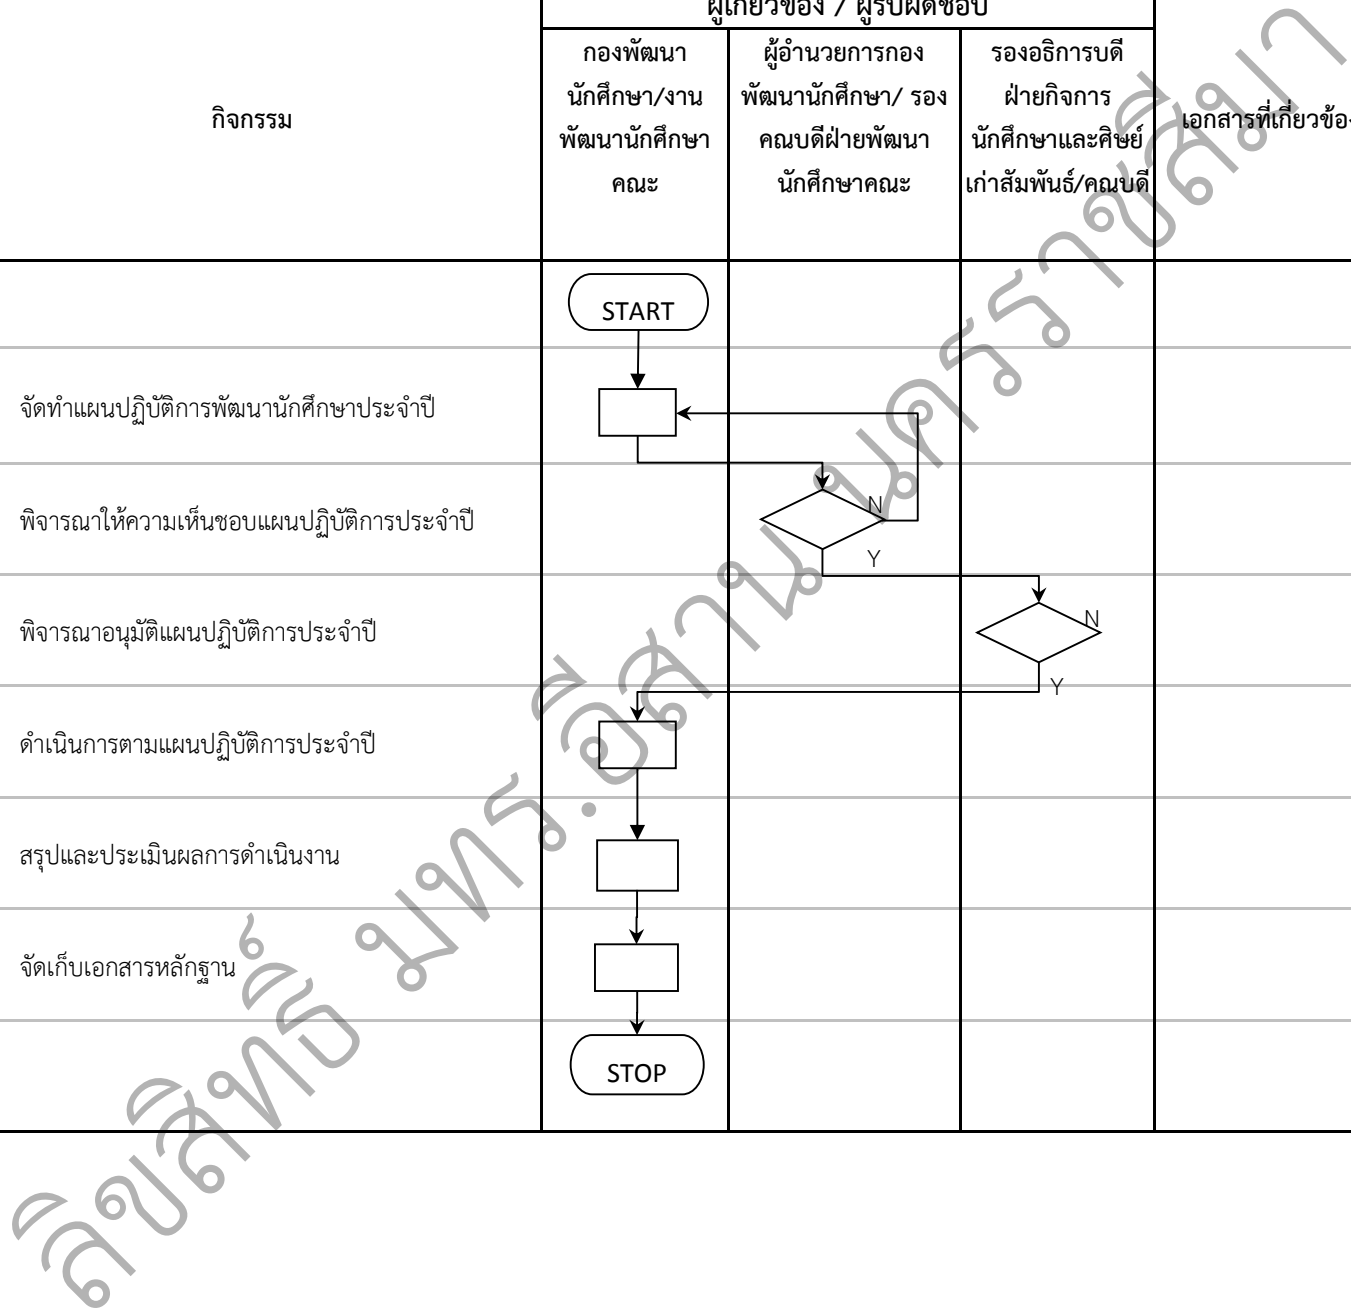 ผู้เกี่ยวข้อง / ผู้รับผิดชอบ
กิจกรรม
กองพัฒนา
นักศึกษา/งาน
พัฒนานักศึกษา
คณะ
ผู้อำนวยการกอง
พัฒนานักศึกษา/ รอง
คณบดีฝ่ายพัฒนา
นักศึกษาคณะ
รองอธิการบดี
ฝ่ายกิจการ
นักศึกษาและศิษย์
เก่าสัมพันธ์/คณบดี
เอกสารที่เกี่ยวข้อง
START
จัดทำแผนปฏิบัติการพัฒนานักศึกษาประจำปี
พิจารณาให้ความเห็นชอบแผนปฏิบัติการประจำปี
N
Y
พิจารณาอนุมัติแผนปฏิบัติการประจำปี
N
Y
ดำเนินการตามแผนปฏิบัติการประจำปี
สรุปและประเมินผลการดำเนินงาน
จัดเก็บเอกสารหลักฐาน
STOP
ลิขสิทธิ์ มทร.อีสาน นครราชสีมา